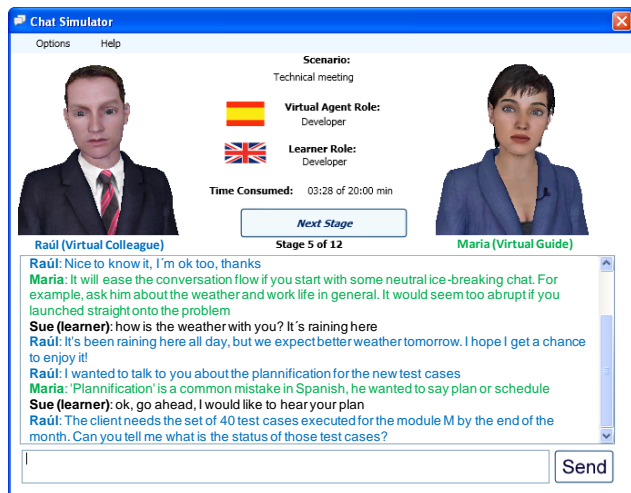 Chat Simulator
Options Help
Scenario:
Technical meeting
Virtual Agent Role:
Developer
Learner Role:
Developer
Time Consumed: 03:28 of 20:00 min
Next Stage
Raúl (Virtual Colleague) Stage 5 of 12 Maria (Virtual Guide)
Raúl: Nice to know it, I´m ok too, thanks
Maria: It will ease the conversation flow if you start with some neutral ice-breaking chat. For
example, ask him about the weather and work life in general. It would seem too abrupt if you
launched straight onto the problem
Sue (learner): how is the weather with you? It´s raining here
Raúl: It's been raining here all day, but we expect better weather tomorrow. I hope I get a chance
to enjoy it!
Raúl: I wanted to talk to you about the plannification for the new test cases
Maria: 'Plannification' is a common mistake in Spanish, he wanted to say plan or schedule
Sue (learner): ok, go ahead, I would like to hear your plan
Raúl: The client needs the set of 40 test cases executed for the module M by the end of the
month. Can you tell me what is the status of those test cases?
Send